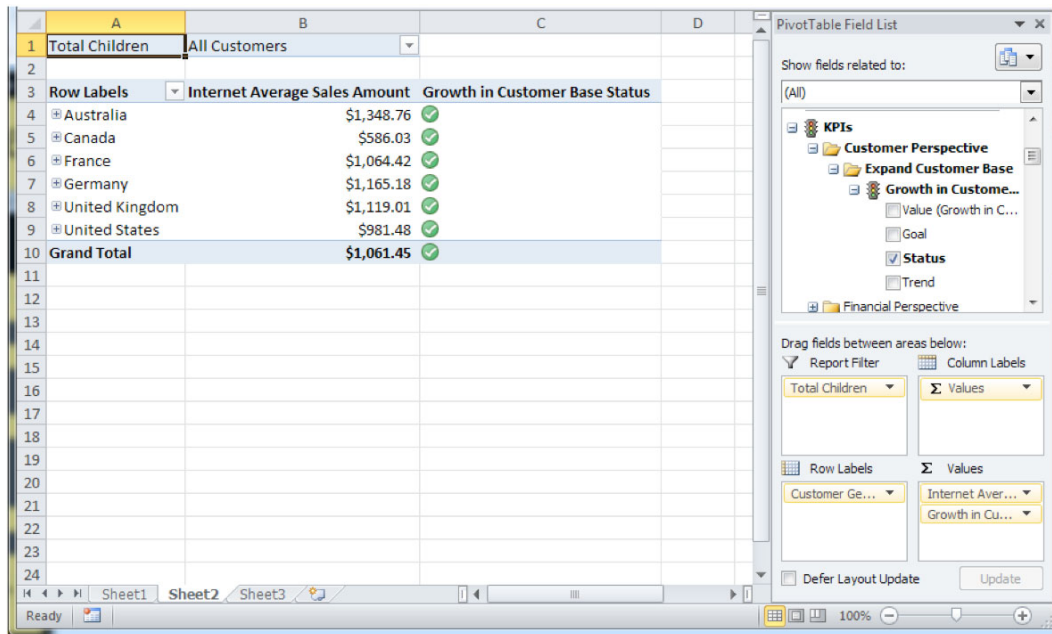 A B C D
1 Total Children All Customers
2
3 Row Labels Internet Average Sales Amount Growth in Customer Base Status
4 Australia $1,348.76
5 Canada $586.03
6 France $1,064.42
7 Germany $1,165.18
8 United Kingdom $1,119.01
9 United States $981.48
10 Grand Total $1,061.45
11
12
13
14
15
16
17
18
19
20
21
22
23
24
Sheet1 Sheet2 Sheet3
Ready
100%
PivotTable Field List
Show fields related to:
(All)
KPIs
Customer Perspective
Expand Customer Base
Growth in Custome...
Value (Growth in C...
Goal
Status
Trend
Financial Perspective
Drag fields between areas below:
Report Filter Column Labels
Total Children Σ Values
Row Labels Σ Values
Customer Ge... Internet Aver...
Growth in Cu...
Defer Layout Update Update